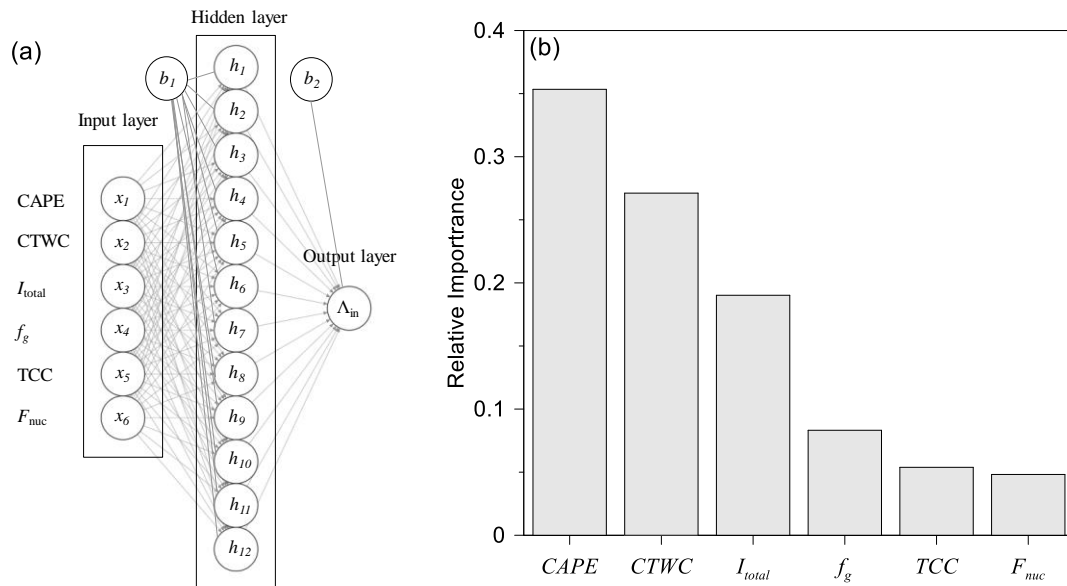 (a)
Hidden layer
Input layer
Output layer
b1
b2
CAPE
CTWC
Itotal
fg
TCC
Fnuc
x1
x2
x3
x4
x5
x6
h1
h2
h3
h4
h5
h6
h7
h8
h9
h10
h11
h12
Λin
(b)
Relative Importrance
0.4
0.3
0.2
0.1
0
CAPE CTWC Itotal fg TCC Fnuc